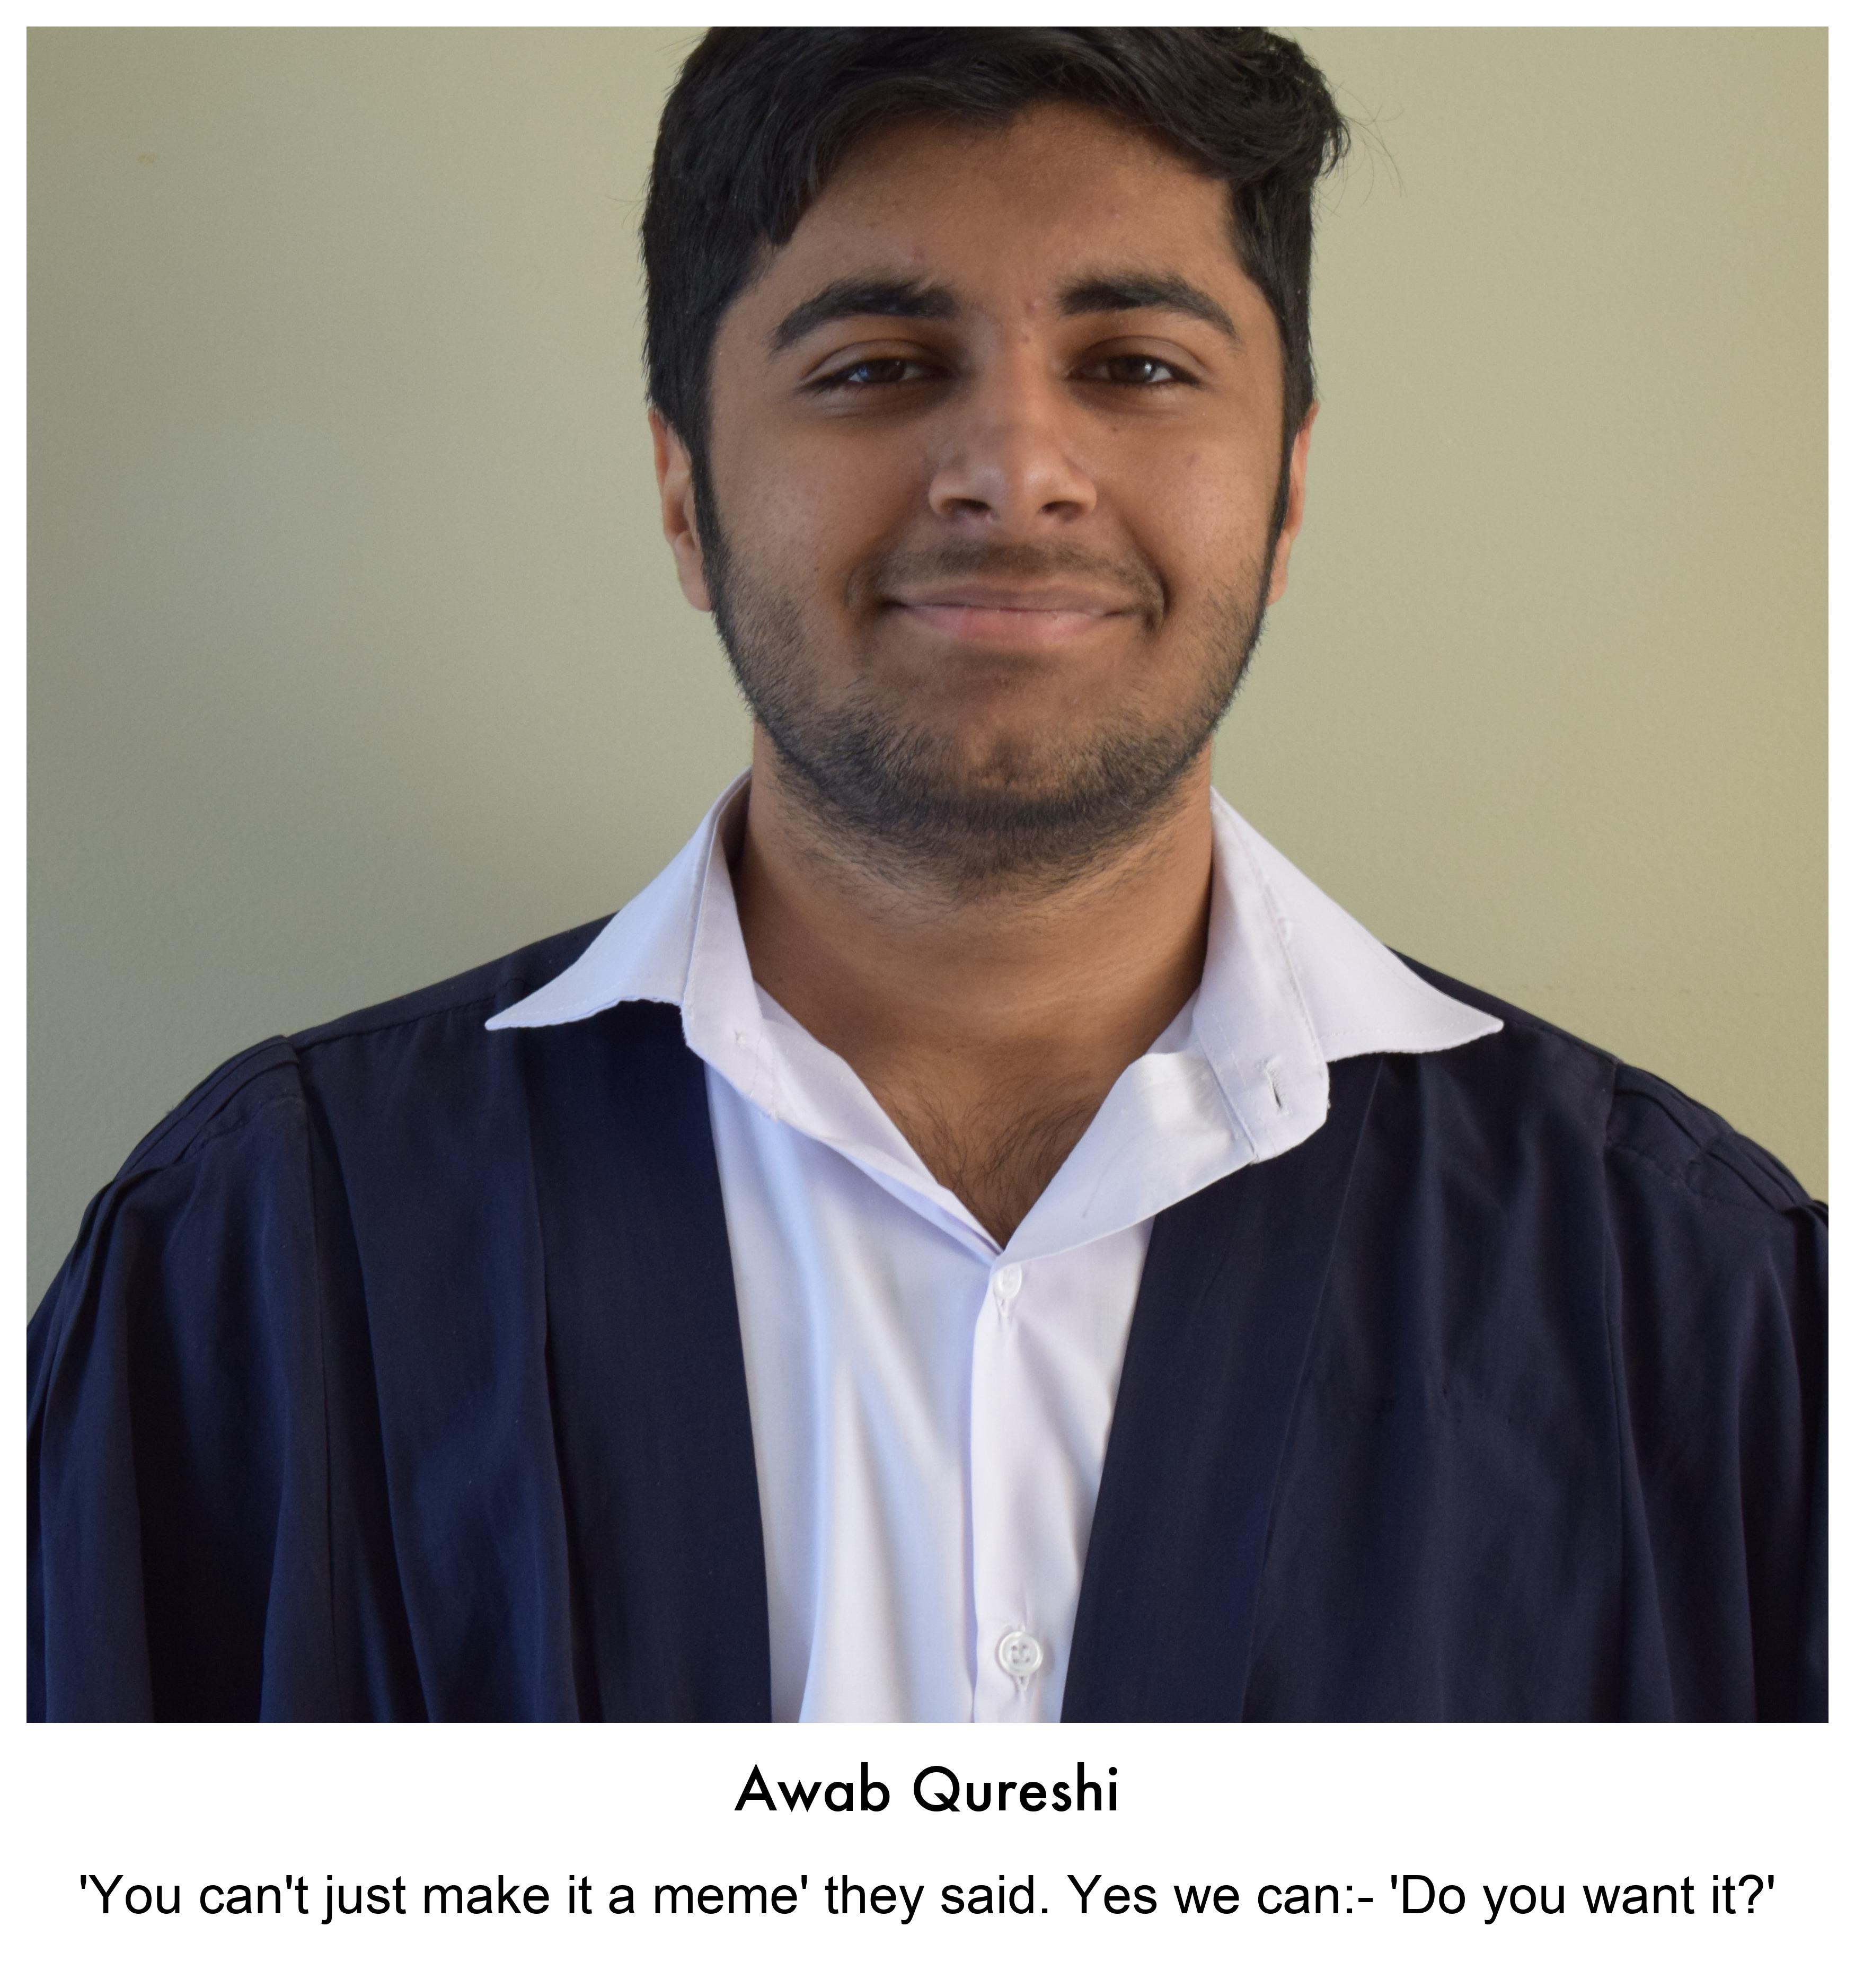 Awab Qureshi
'You can't just make it a meme' they said. Yes we can:- 'Do you want it?'